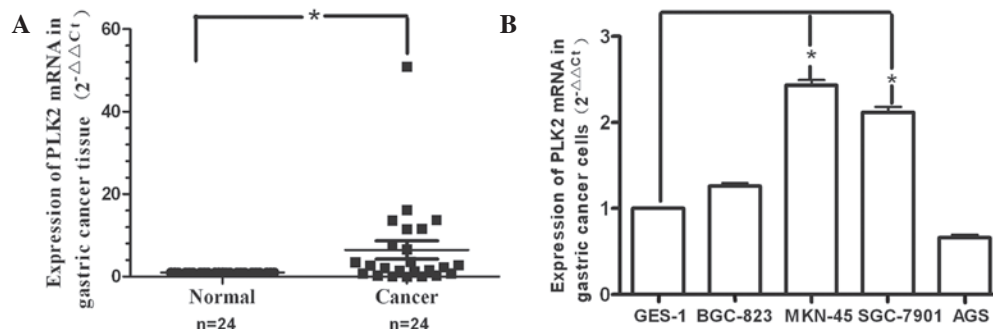 A
Expression of PLK2 mRNA in
gastric cancer tissue (2^-△△Ct)
60
40
20
0
*
Normal
Cancer
n=24
n=24
B
Expression of PLK2 mRNA in
gastric cancer cells (2^-△△Ct)
3
2
1
0
*
*
GES-1 BGC-823 MKN-45 SGC-7901 AGS